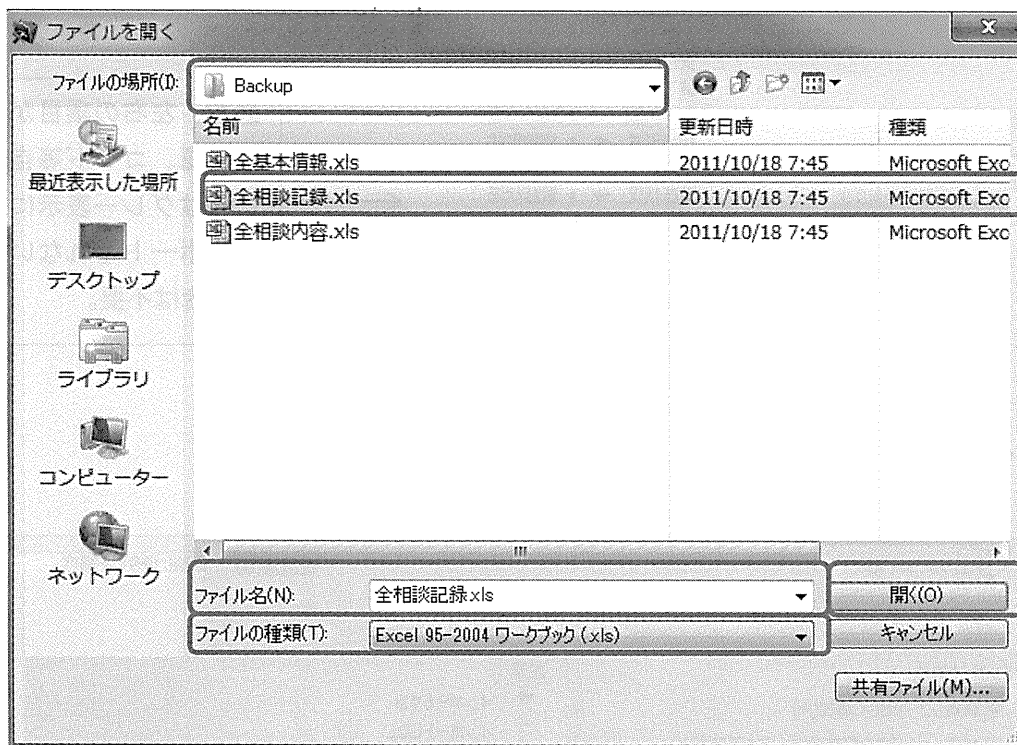 ファイルを開く
ファイルの場所(I):
Backup
名前 更新日時 種類
全基本情報.xls 2011/10/18 7:45 Microsoft Exc
全相談記録.xls 2011/10/18 7:45 Microsoft Exc
全相談内容.xls 2011/10/18 7:45 Microsoft Exc
最近表示した場所
デスクトップ
ライブラリ
コンピューター
ネットワーク
ファイル名(N): 全相談記録.xls 開く(O)
ファイルの種類(T): Excel 95-2004 ワークブック (.xls) キャンセル
共有ファイル(M)...